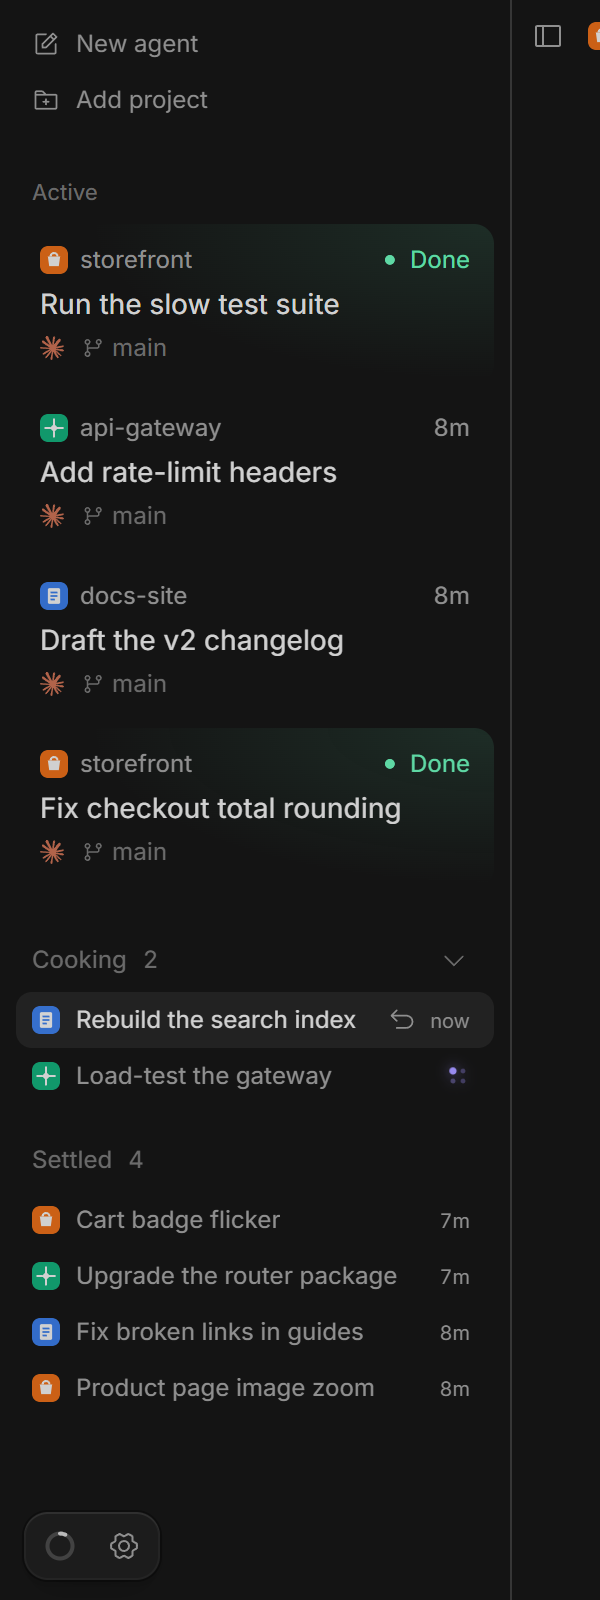 New agent
Add project
Active
storefront Done
Run the slow test suite
main
api-gateway 8m
Add rate-limit headers
main
docs-site 8m
Draft the v2 changelog
main
storefront Done
Fix checkout total rounding
main
Cooking 2
Rebuild the search index now
Load-test the gateway
Settled 4
Cart badge flicker 7m
Upgrade the router package 7m
Fix broken links in guides 8m
Product page image zoom 8m